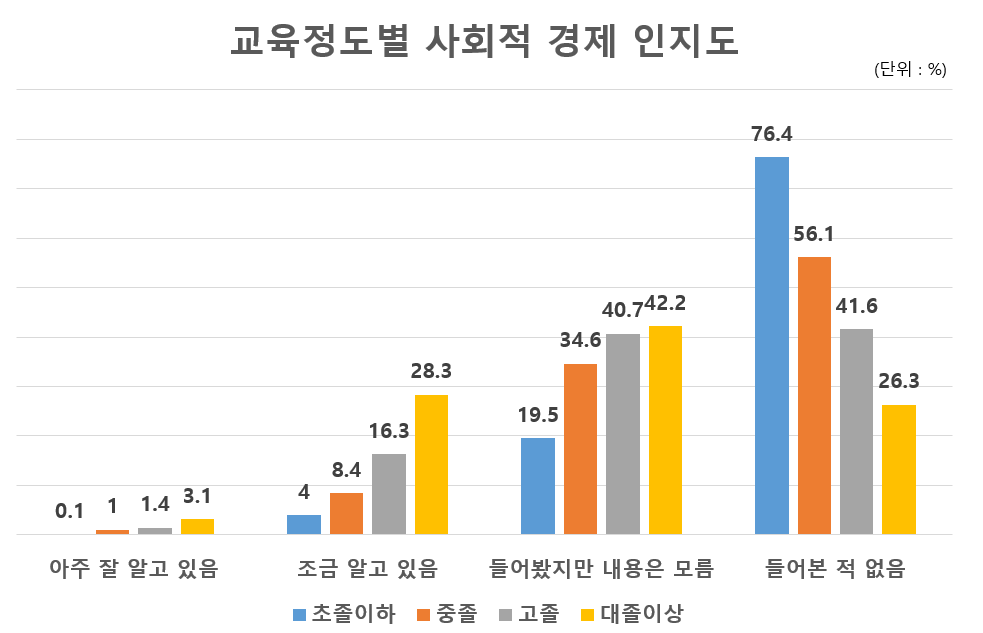 교육정도별 사회적 경제 인지도
(단위 : %)
0.1 1 1.4 3.1
4 8.4 16.3 28.3
19.5 34.6 40.7 42.2
76.4 56.1 41.6 26.3
아주 잘 알고 있음 조금 알고 있음 들어봤지만 내용은 모름 들어본 적 없음
초졸이하 중졸 고졸 대졸이상